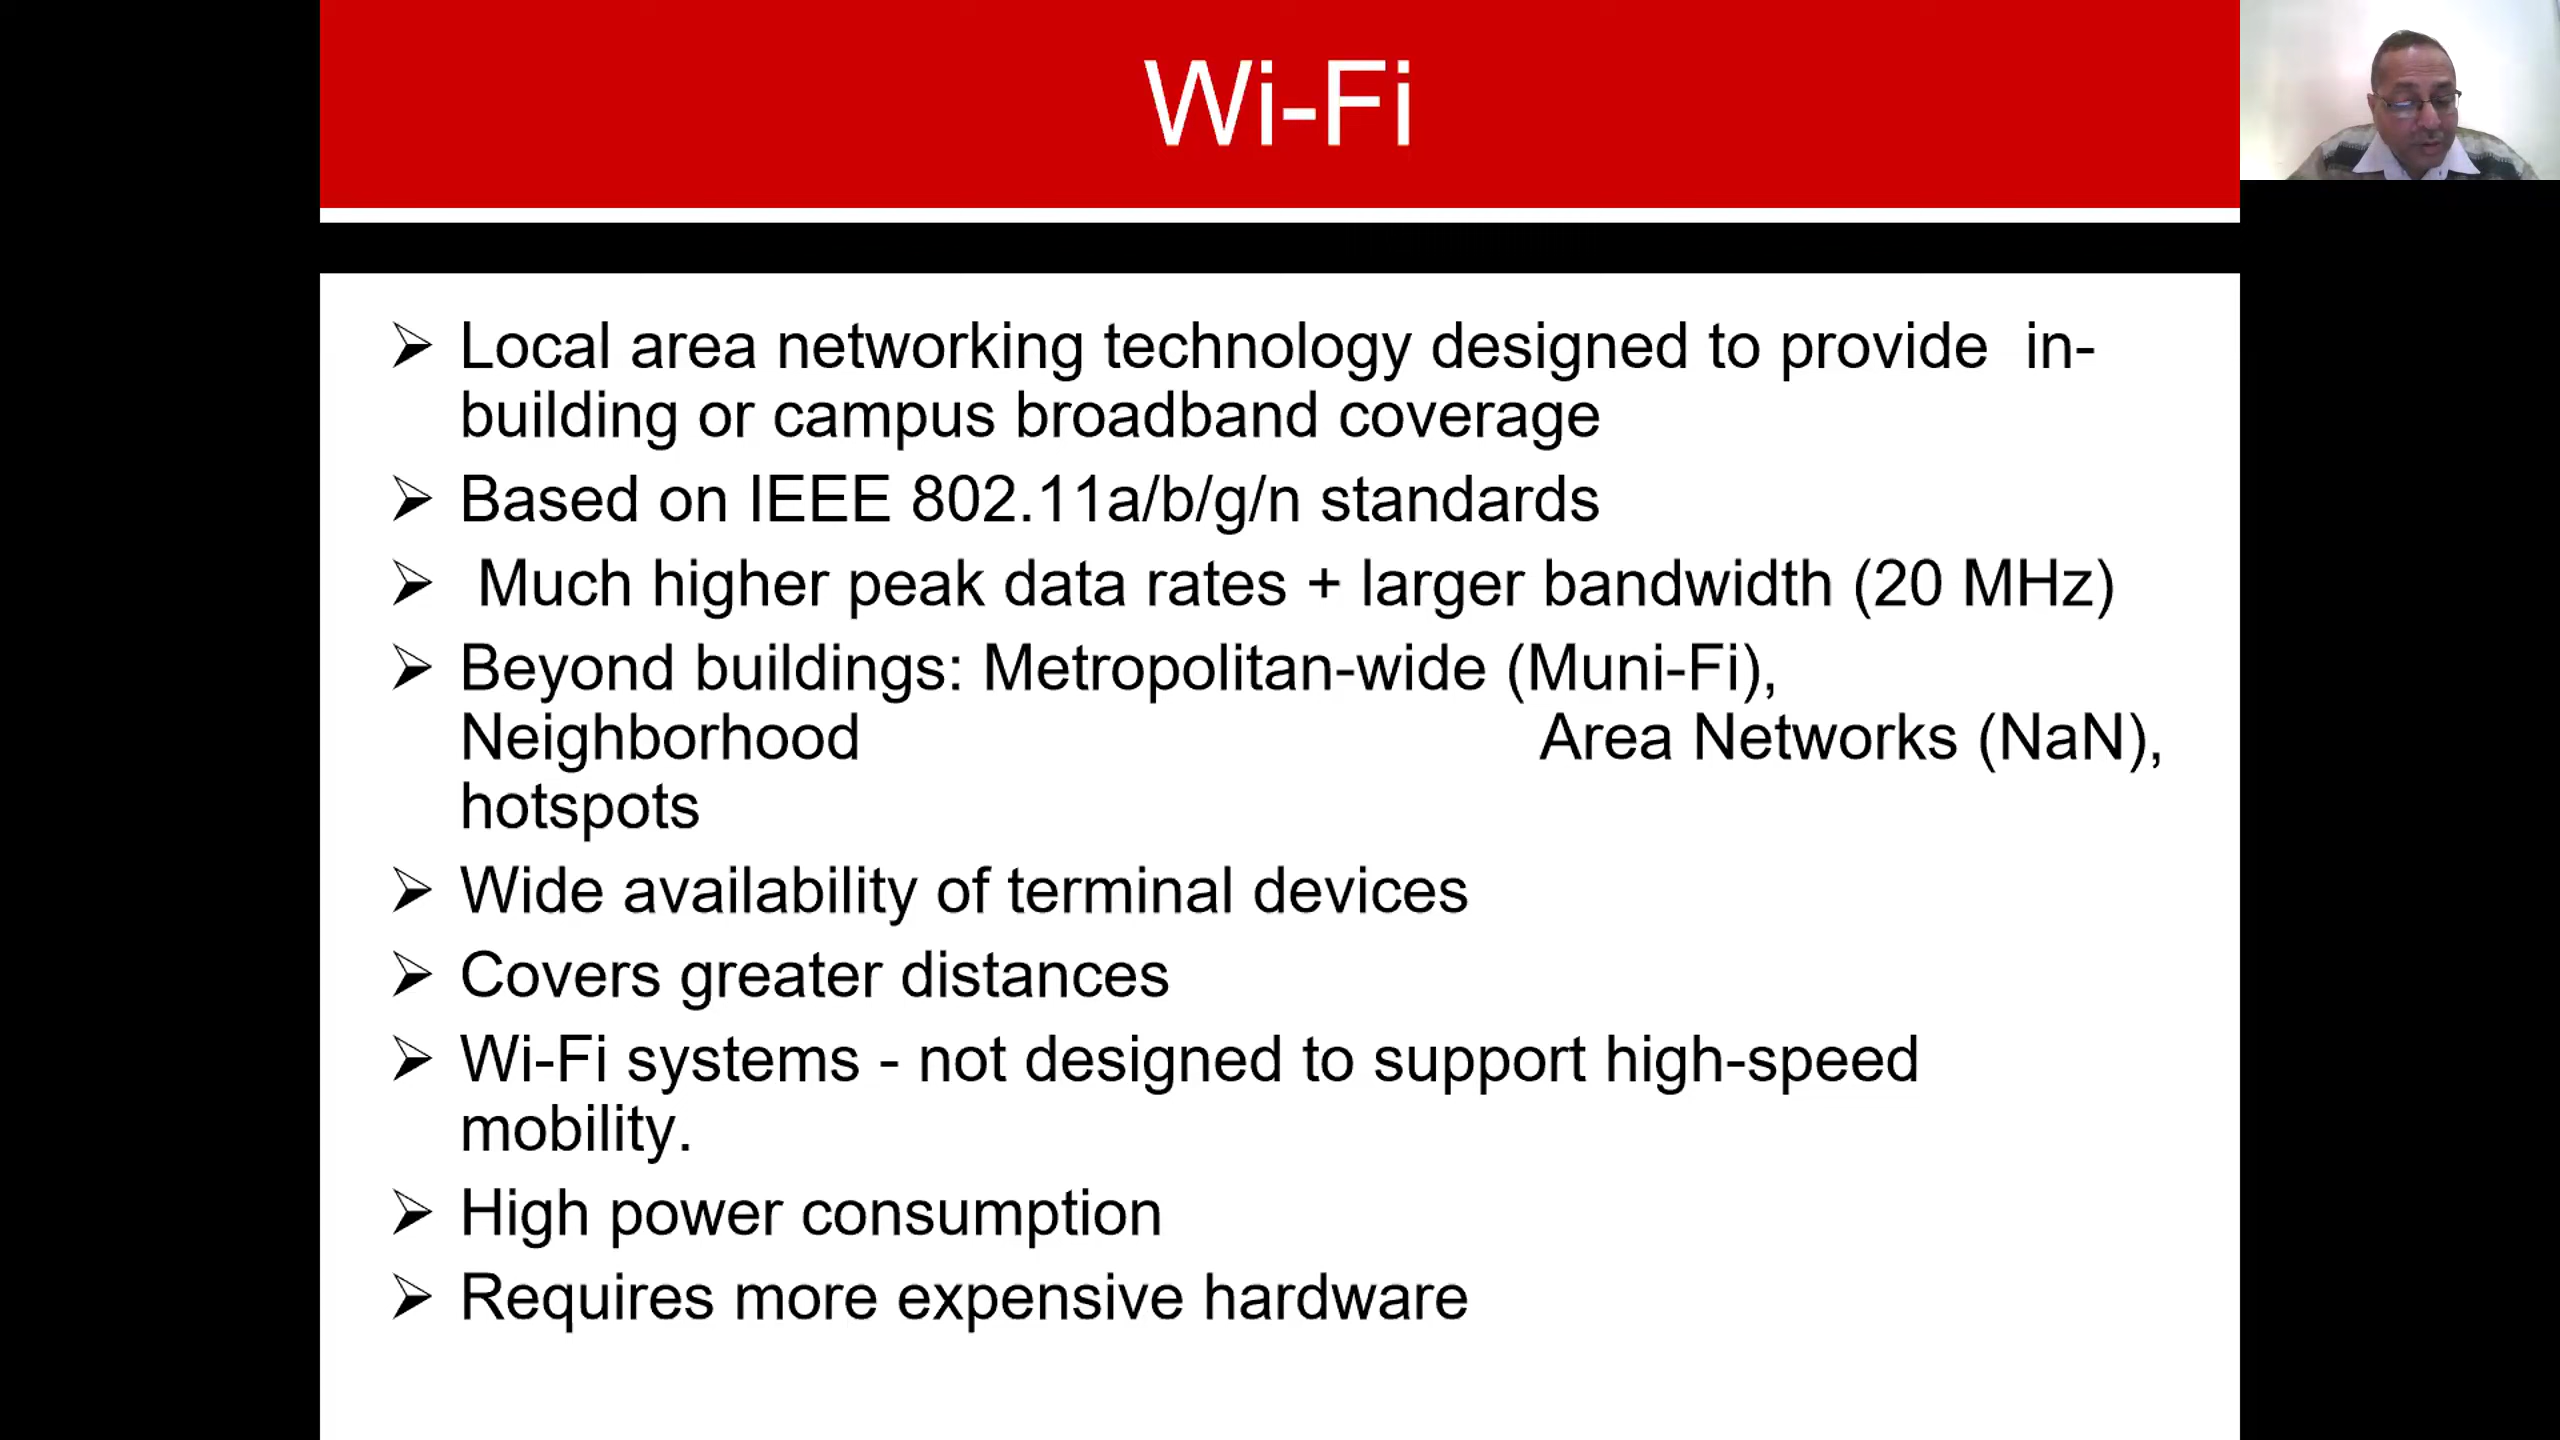 Wi-Fi
➢ Local area networking technology designed to provide in-
building or campus broadband coverage
➢ Based on IEEE 802.11a/b/g/n standards
➢ Much higher peak data rates + larger bandwidth (20 MHz)
➢ Beyond buildings: Metropolitan-wide (Muni-Fi),
Neighborhood Area Networks (NaN),
hotspots
➢ Wide availability of terminal devices
➢ Covers greater distances
➢ Wi-Fi systems - not designed to support high-speed
mobility.
➢ High power consumption
➢ Requires more expensive hardware